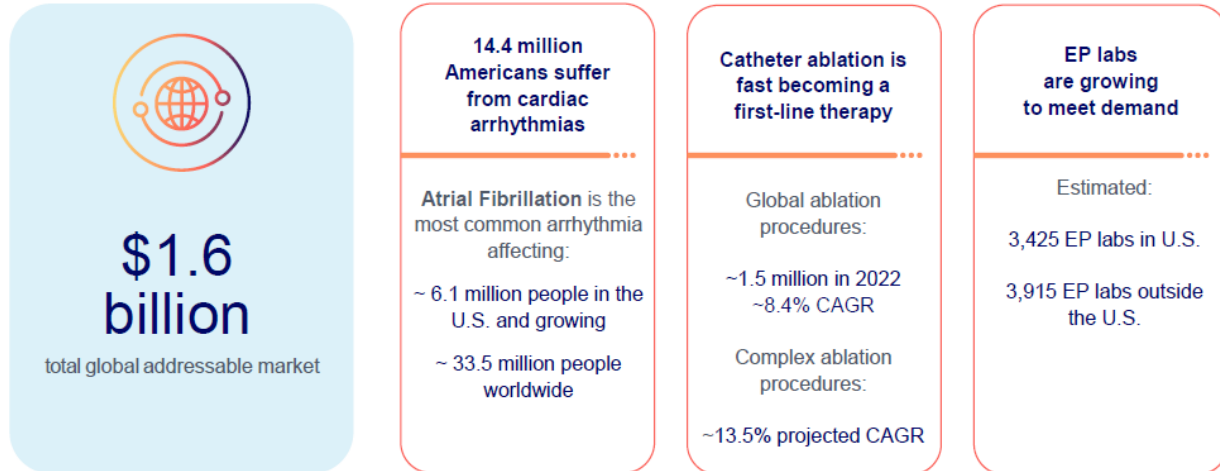 $1.6
billion
total global addressable market
14.4 million
Americans suffer
from cardiac
arrhythmias
Atrial Fibrillation is the
most common arrhythmia
affecting:
~ 6.1 million people in the
U.S. and growing
~ 33.5 million people
worldwide
Catheter ablation is
fast becoming a
first-line therapy
Global ablation
procedures:
~1.5 million in 2022
~8.4% CAGR
Complex ablation
procedures:
~13.5% projected CAGR
EP labs
are growing
to meet demand
Estimated:
3,425 EP labs in U.S.
3,915 EP labs outside
the U.S.